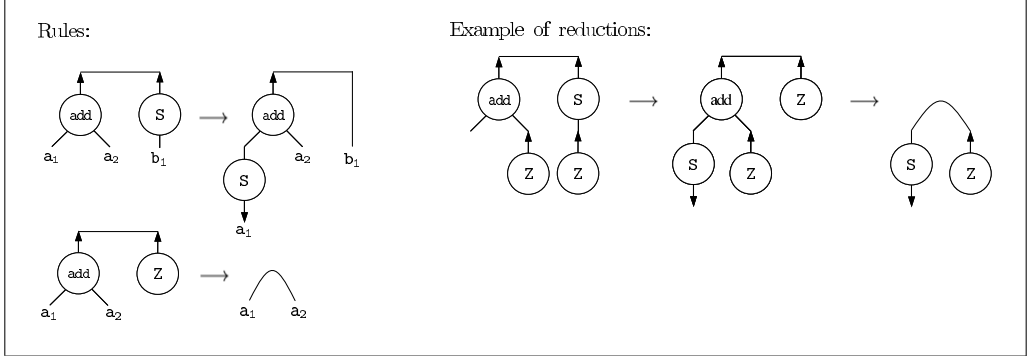 Rules:
add S → add
a₁ a₂ b₁ a₂ b₁
S
a₁
add Z →
a₁ a₂ a₁ a₂
Example of reductions:
add S → add Z →
Z Z S Z S Z